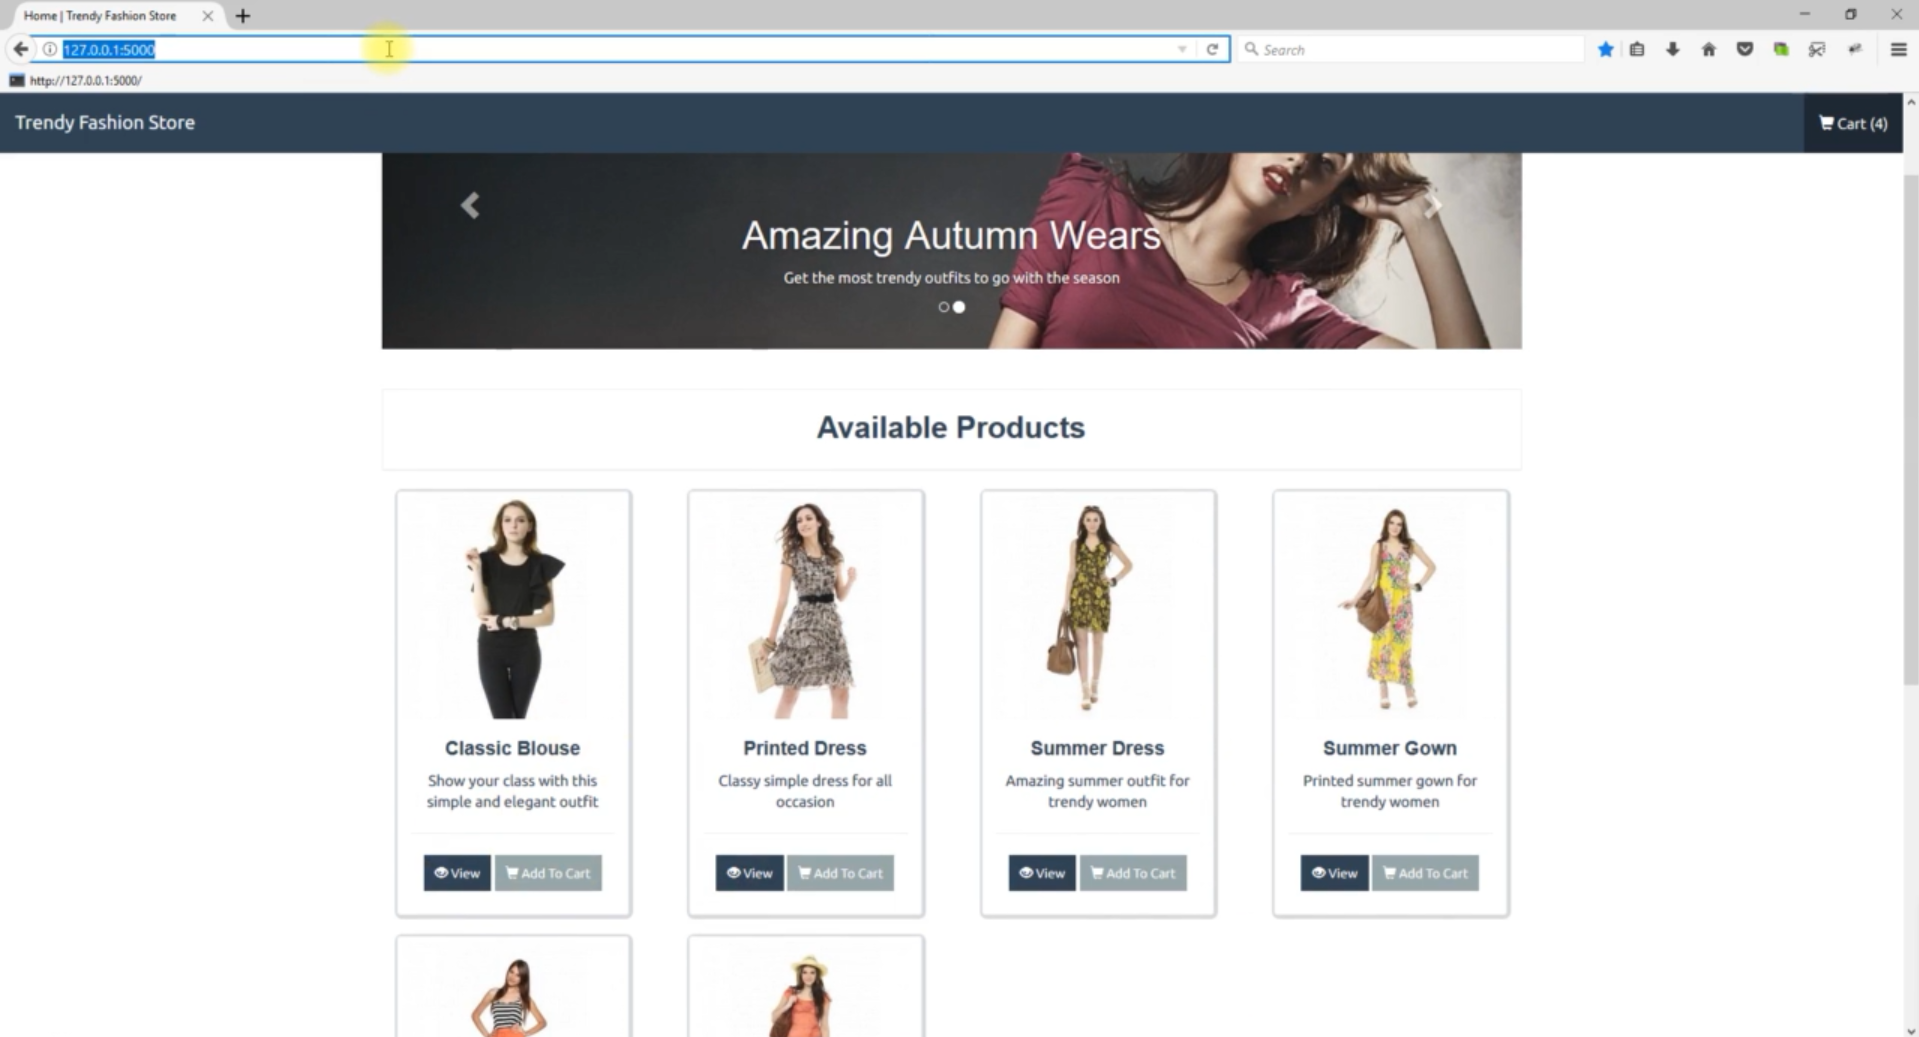 Home | Trendy Fashion Store
127.0.0.1:5000
Search
http://127.0.0.1:5000/
Trendy Fashion Store
Cart (4)
Amazing Autumn Wears
Get the most trendy outfits to go with the season
Available Products
Classic Blouse
Show your class with this
simple and elegant outfit
View
Add To Cart
Printed Dress
Classy simple dress for all
occasion
View
Add To Cart
Summer Dress
Amazing summer outfit for
trendy women
View
Add To Cart
Summer Gown
Printed summer gown for
trendy women
View
Add To Cart